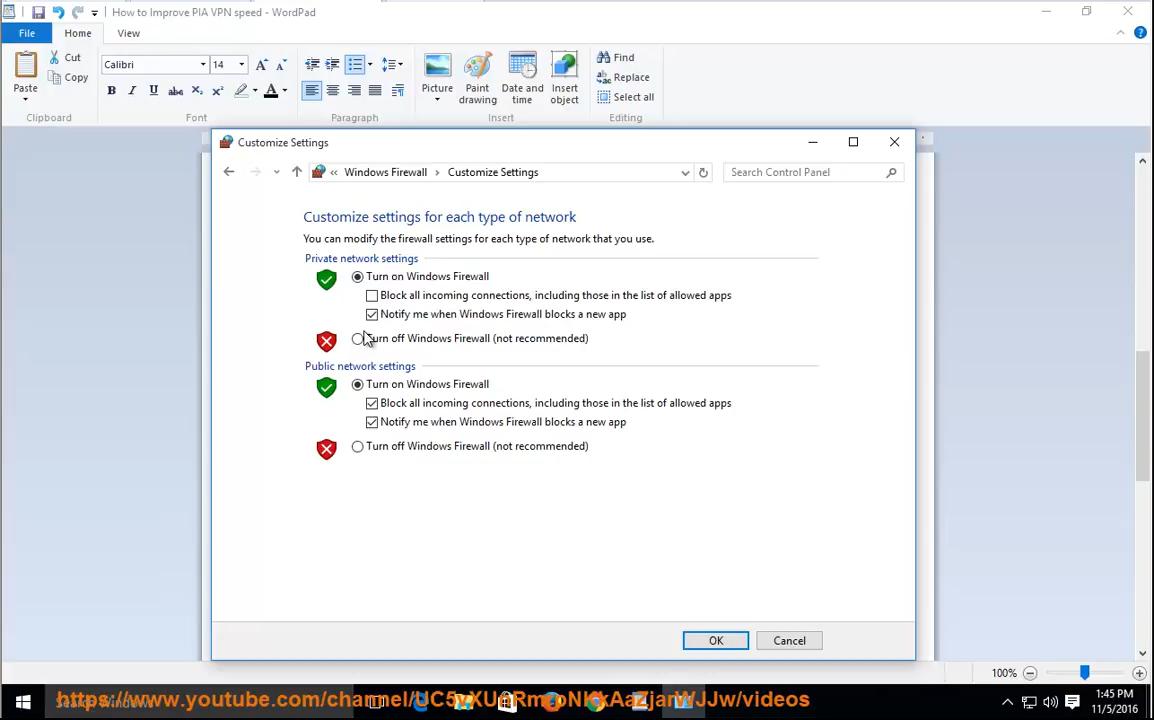 How to Improve PIA VPN speed - WordPad
File
Home
View
Paste
Cut
Copy
Clipboard
Calibri
14
Font
Paragraph
Picture
Paint drawing
Date and time
Insert object
Insert
Find
Replace
Select all
Editing
Customize Settings
Windows Firewall
Customize Settings
Search Control Panel
Customize settings for each type of network
You can modify the firewall settings for each type of network that you use.
Private network settings
Turn on Windows Firewall
Block all incoming connections, including those in the list of allowed apps
Notify me when Windows Firewall blocks a new app
Turn off Windows Firewall (not recommended)
Public network settings
Turn on Windows Firewall
Block all incoming connections, including those in the list of allowed apps
Notify me when Windows Firewall blocks a new app
Turn off Windows Firewall (not recommended)
OK
Cancel
100%
Search Windows
1:45 PM
11/5/2016